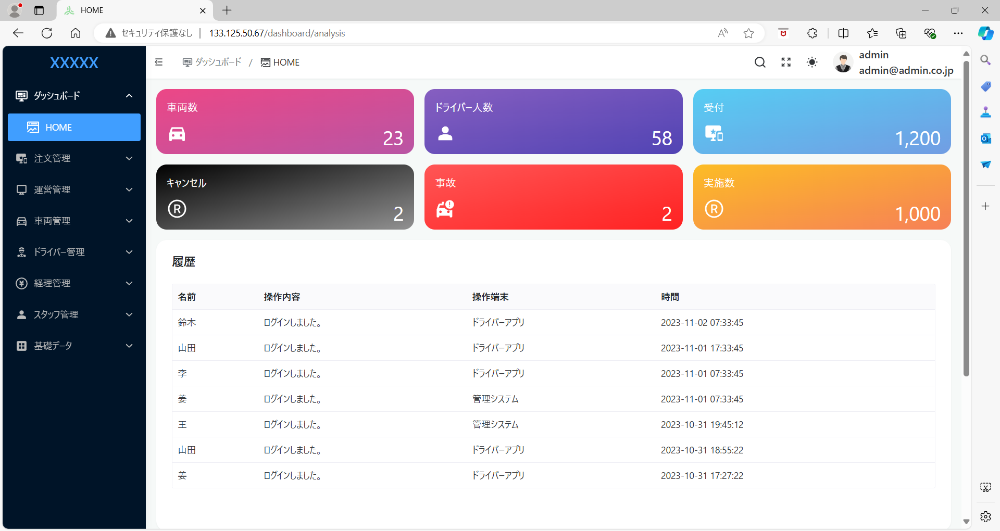 HOME
セキュリティ保護なし
133.125.50.67/dashboard/analysis
XXXXX
ダッシュボード
HOME
注文管理
運営管理
車両管理
ドライバー管理
経理管理
スタッフ管理
基礎データ
ダッシュボード / HOME
admin
admin@admin.co.jp
車両数
23
ドライバー人数
58
受付
1,200
キャンセル
2
事故
2
実施数
1,000
履歴
名前 操作内容 操作端末 時間
鈴木 ログインしました。 ドライバーアプリ 2023-11-02 07:33:45
山田 ログインしました。 ドライバーアプリ 2023-11-01 17:33:45
李 ログインしました。 ドライバーアプリ 2023-11-01 07:33:45
姜 ログインしました。 管理システム 2023-11-01 07:33:45
王 ログインしました。 管理システム 2023-10-31 19:45:12
山田 ログインしました。 ドライバーアプリ 2023-10-31 18:55:22
姜 ログインしました。 ドライバーアプリ 2023-10-31 17:27:22